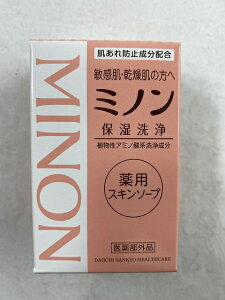 肌あれ防止成分配合
敏感肌・乾燥肌の方へ
ミノン
保湿洗浄
植物性アミノ酸系洗浄成分
薬用
スキンソープ
医薬部外品
DAIICHI SANKYO HEALTHCARE
MINON